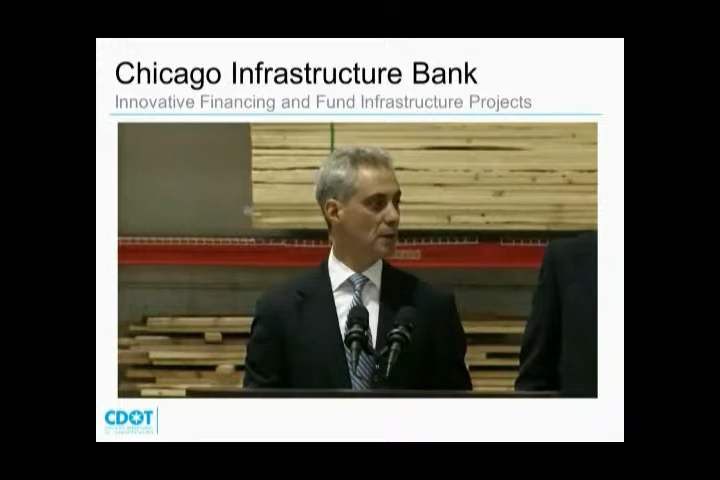 Chicago Infrastructure Bank
Innovative Financing and Fund Infrastructure Projects
CDOT